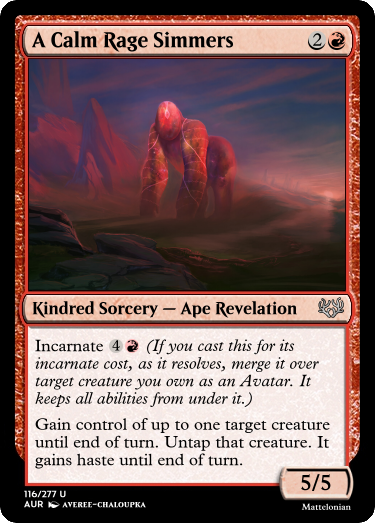 A Calm Rage Simmers 2
Kindred Sorcery — Ape Revelation
Incarnate 4 (If you cast this for its
incarnate cost, as it resolves, merge it over
target creature you own as an Avatar. It
keeps all abilities from under it.)
Gain control of up to one target creature
until end of turn. Untap that creature. It
gains haste until end of turn.
5/5
116/277 U
AUR AVEREE-CHALOUPKA
Mattelonian